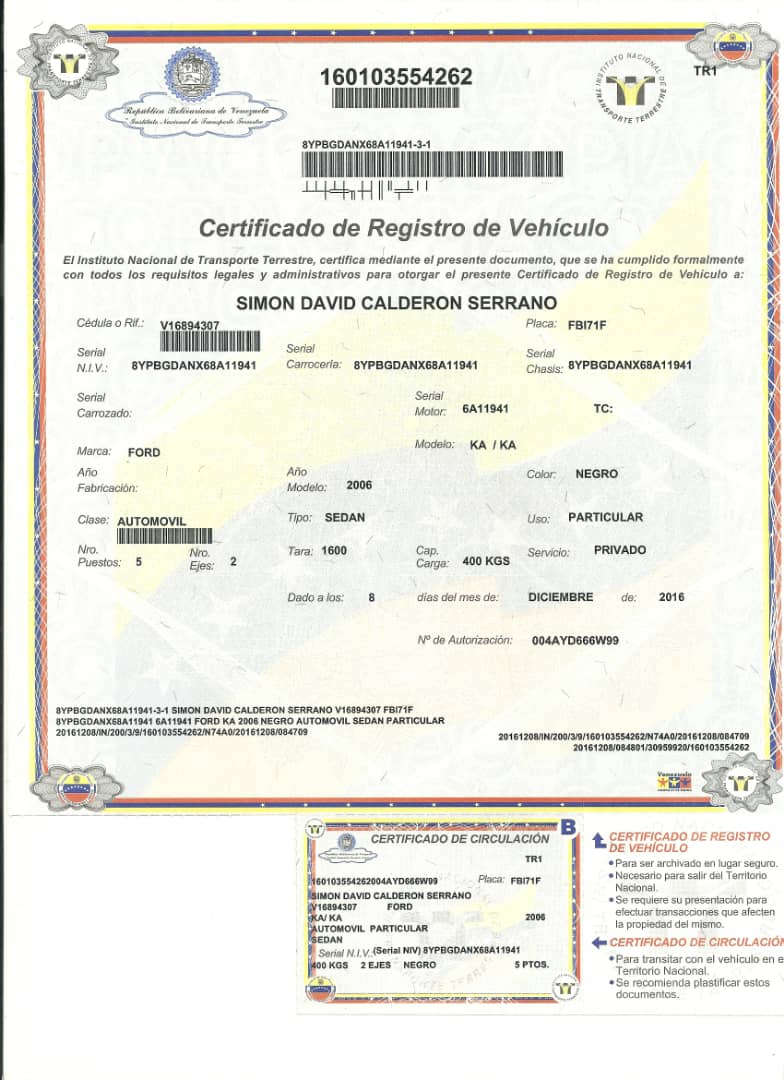 INSTITUTO NACIONAL DE TRANSPORTE TERRESTRE
TR1
República Bolivariana de Venezuela
Instituto Nacional de Transporte Terrestre
160103554262
8YPBGDANX68A11941-3-1
Certificado de Registro de Vehículo
El Instituto Nacional de Transporte Terrestre, certifica mediante el presente documento, que se ha cumplido formalmente
con todos los requisitos legales y administrativos para otorgar el presente Certificado de Registro de Vehiculo a:
SIMON DAVID CALDERON SERRANO
Cédula o Rif.: V16894307 Placa: FBI71F
Serial N.I.V.: 8YPBGDANX68A11941 Serial Carrocería: 8YPBGDANX68A11941 Serial Chasis: 8YPBGDANX68A11941
Serial Carrozado: Serial Motor: 6A11941 TC:
Marca: FORD Modelo: KA / KA
Año Fabricación: Año Modelo: 2006 Color: NEGRO
Clase: AUTOMOVIL Tipo: SEDAN Uso: PARTICULAR
Nro. Puestos: 5 Nro. Ejes: 2 Tara: 1600 Cap. Carga: 400 KGS Servicio: PRIVADO
Dado a los: 8 días del mes de: DICIEMBRE de: 2016
Nº de Autorización: 004AYD666W99
8YPBGDANX68A11941-3-1 SIMON DAVID CALDERON SERRANO V16894307 FBI71F
8YPBGDANX68A11941 6A11941 FORD KA 2006 NEGRO AUTOMOVIL SEDAN PARTICULAR
20161208/IN/200/3/9/160103554262/N74A0/20161208/084709
20161208/IN/200/3/9/160103554262/N74A0/20161208/084709
20161208/084801/30959920/160103554262
Venezuela
CERTIFICADO DE CIRCULACIÓN B
TR1
160103554262004AYD666W99 Placa: FBI71F
SIMON DAVID CALDERON SERRANO
V16894307 FORD
KA/ KA 2006
AUTOMOVIL PARTICULAR
SEDAN
Serial N.I.V.: (Serial NIV) 8YPBGDANX68A11941
400 KGS 2 EJES NEGRO 5 PTOS.
CERTIFICADO DE REGISTRO
DE VEHÍCULO
Para ser archivado en lugar seguro.
Necesario para salir del Territorio
Nacional.
Se requiere su presentación para
efectuar transacciones que afecten
la propiedad del mismo.
CERTIFICADO DE CIRCULACIÓN
Para transitar con el vehículo en e
Territorio Nacional.
Se recomienda plastificar estos
documentos.